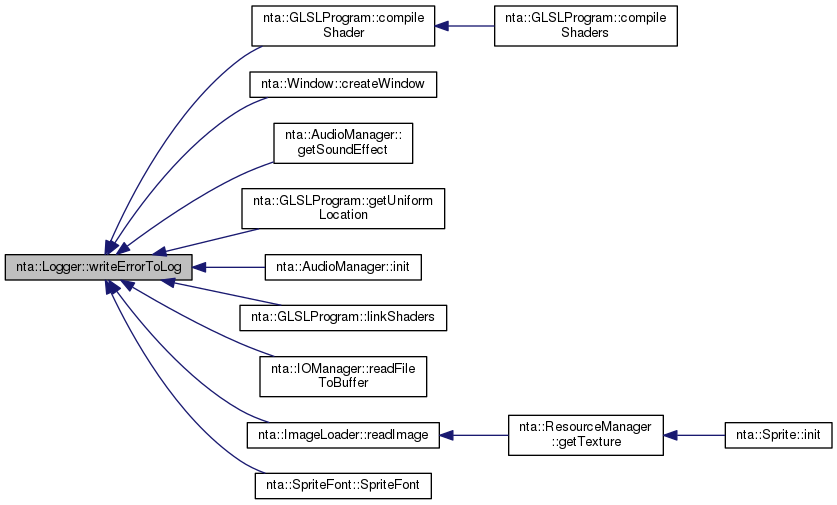 nta::GLSLProgram::compile
Shader
nta::GLSLProgram::compile
Shaders
nta::Window::createWindow
nta::AudioManager::
getSoundEffect
nta::GLSLProgram::getUniform
Location
nta::Logger::writeErrorToLog
nta::AudioManager::init
nta::GLSLProgram::linkShaders
nta::IOManager::readFile
ToBuffer
nta::ImageLoader::readImage
nta::ResourceManager
::getTexture
nta::Sprite::init
nta::SpriteFont::SpriteFont